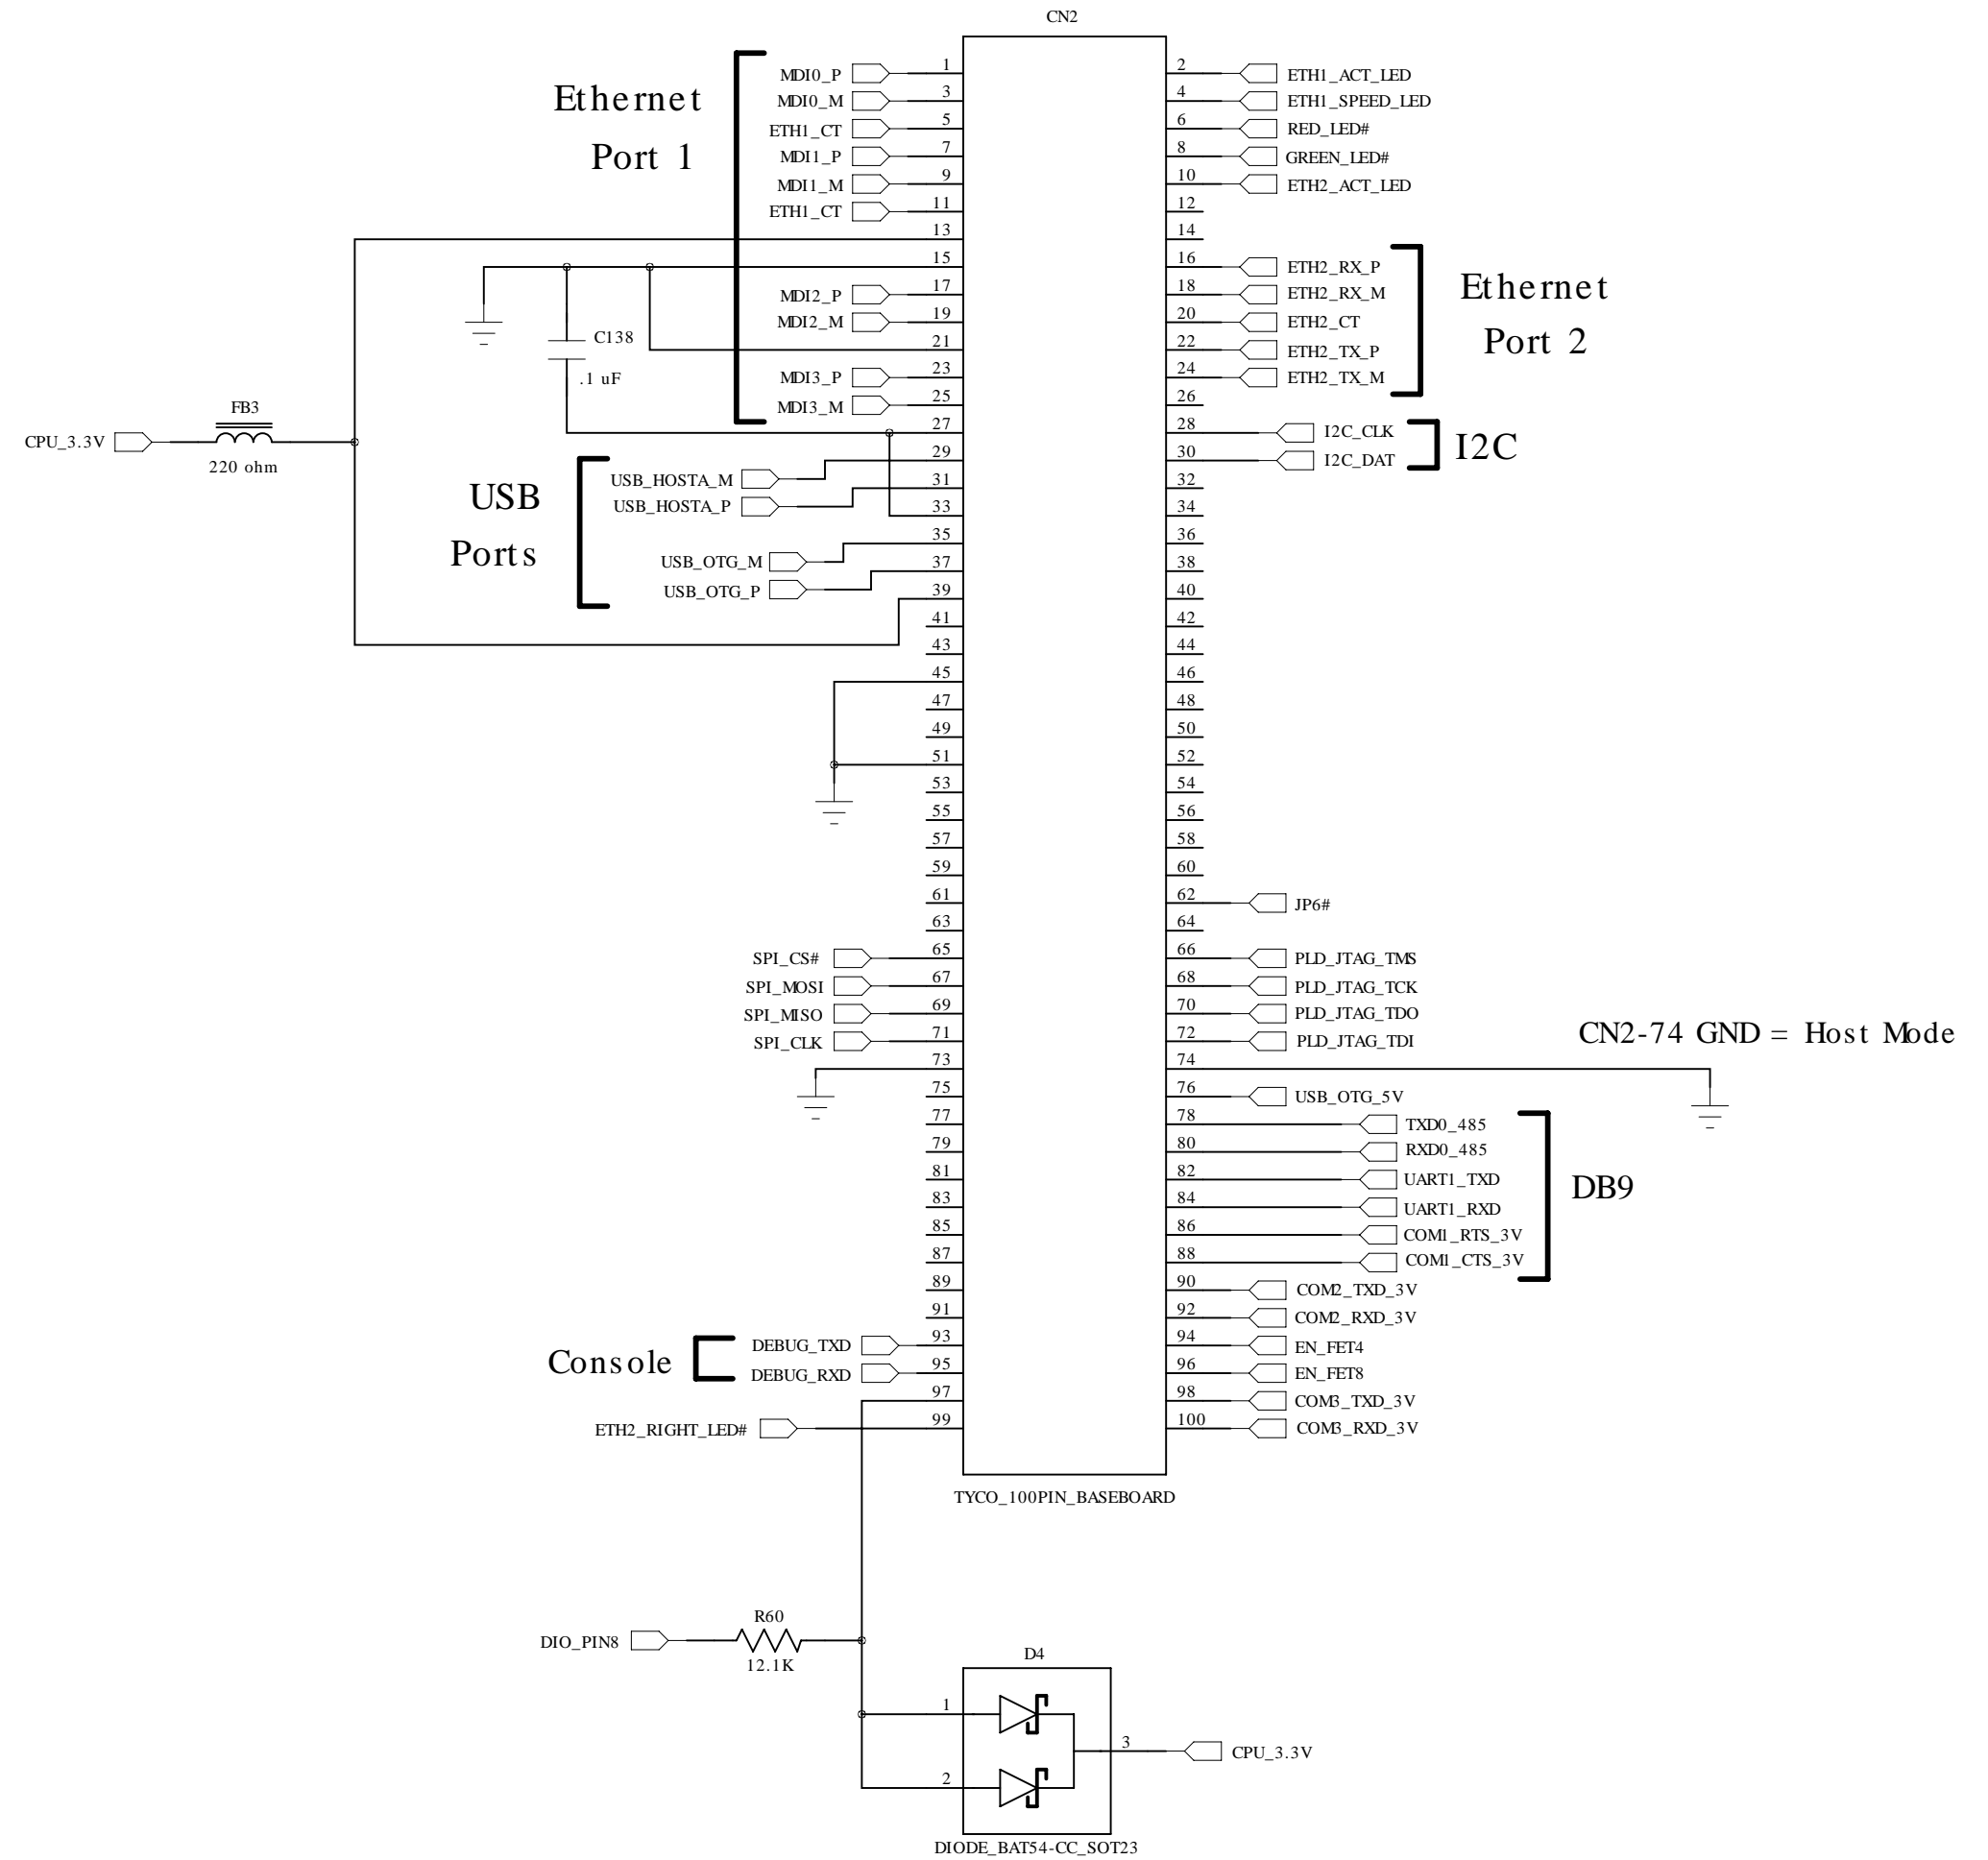 CN2
Ethernet
Port 1
MDI0_P 1
MDI0_M 3
ETH1_CT 5
MDI1_P 7
MDI1_M 9
ETH1_CT 11
13
15
MDI2_P 17
MDI2_M 19
21
MDI3_P 23
MDI3_M 25
27
29
31
33
35
37
39
41
43
45
47
49
51
53
55
57
59
61
63
SPI_CS# 65
SPI_MOSI 67
SPI_MISO 69
SPI_CLK 71
73
75
77
79
81
83
85
87
89
91
DEBUG_TXD 93
DEBUG_RXD 95
97
ETH2_RIGHT_LED# 99
C138
.1 uF
FB3
CPU_3.3V
220 ohm
USB
Ports
USB_HOSTA_M
USB_HOSTA_P
USB_OTG_M
USB_OTG_P
Console
2 ETH1_ACT_LED
4 ETH1_SPEED_LED
6 RED_LED#
8 GREEN_LED#
10 ETH2_ACT_LED
12
14
16 ETH2_RX_P
18 ETH2_RX_M
20 ETH2_CT
22 ETH2_TX_P
24 ETH2_TX_M
Ethernet
Port 2
26
28 I2C_CLK
30 I2C_DAT
I2C
32
34
36
38
40
42
44
46
48
50
52
54
56
58
60
62 JP6#
64
66 PLD_JTAG_TMS
68 PLD_JTAG_TCK
70 PLD_JTAG_TDO
72 PLD_JTAG_TDI
74
CN2-74 GND = Host Mode
76 USB_OTG_5V
78 TXD0_485
80 RXD0_485
82 UART1_TXD
84 UART1_RXD
86 COM1_RTS_3V
88 COM1_CTS_3V
DB9
90 COM2_TXD_3V
92 COM2_RXD_3V
94 EN_FET4
96 EN_FET8
98 COM3_TXD_3V
100 COM3_RXD_3V
TYCO_100PIN_BASEBOARD
R60
DIO_PIN8
12.1K
D4
1
2
3
CPU_3.3V
DIODE_BAT54-CC_SOT23